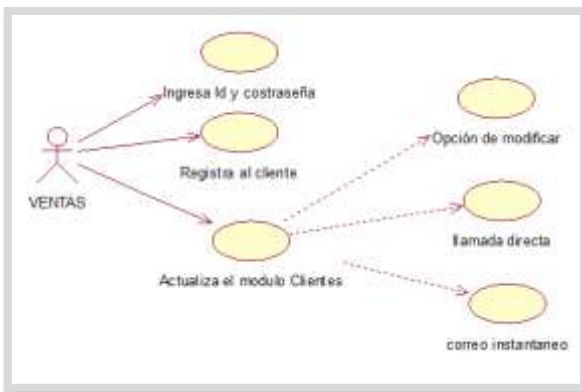 Ingresa Id y costraseña
Opción de modificar
Registra al cliente
VENTAS
llamada directa
Actualiza el modulo Clientes
correo instantaneo